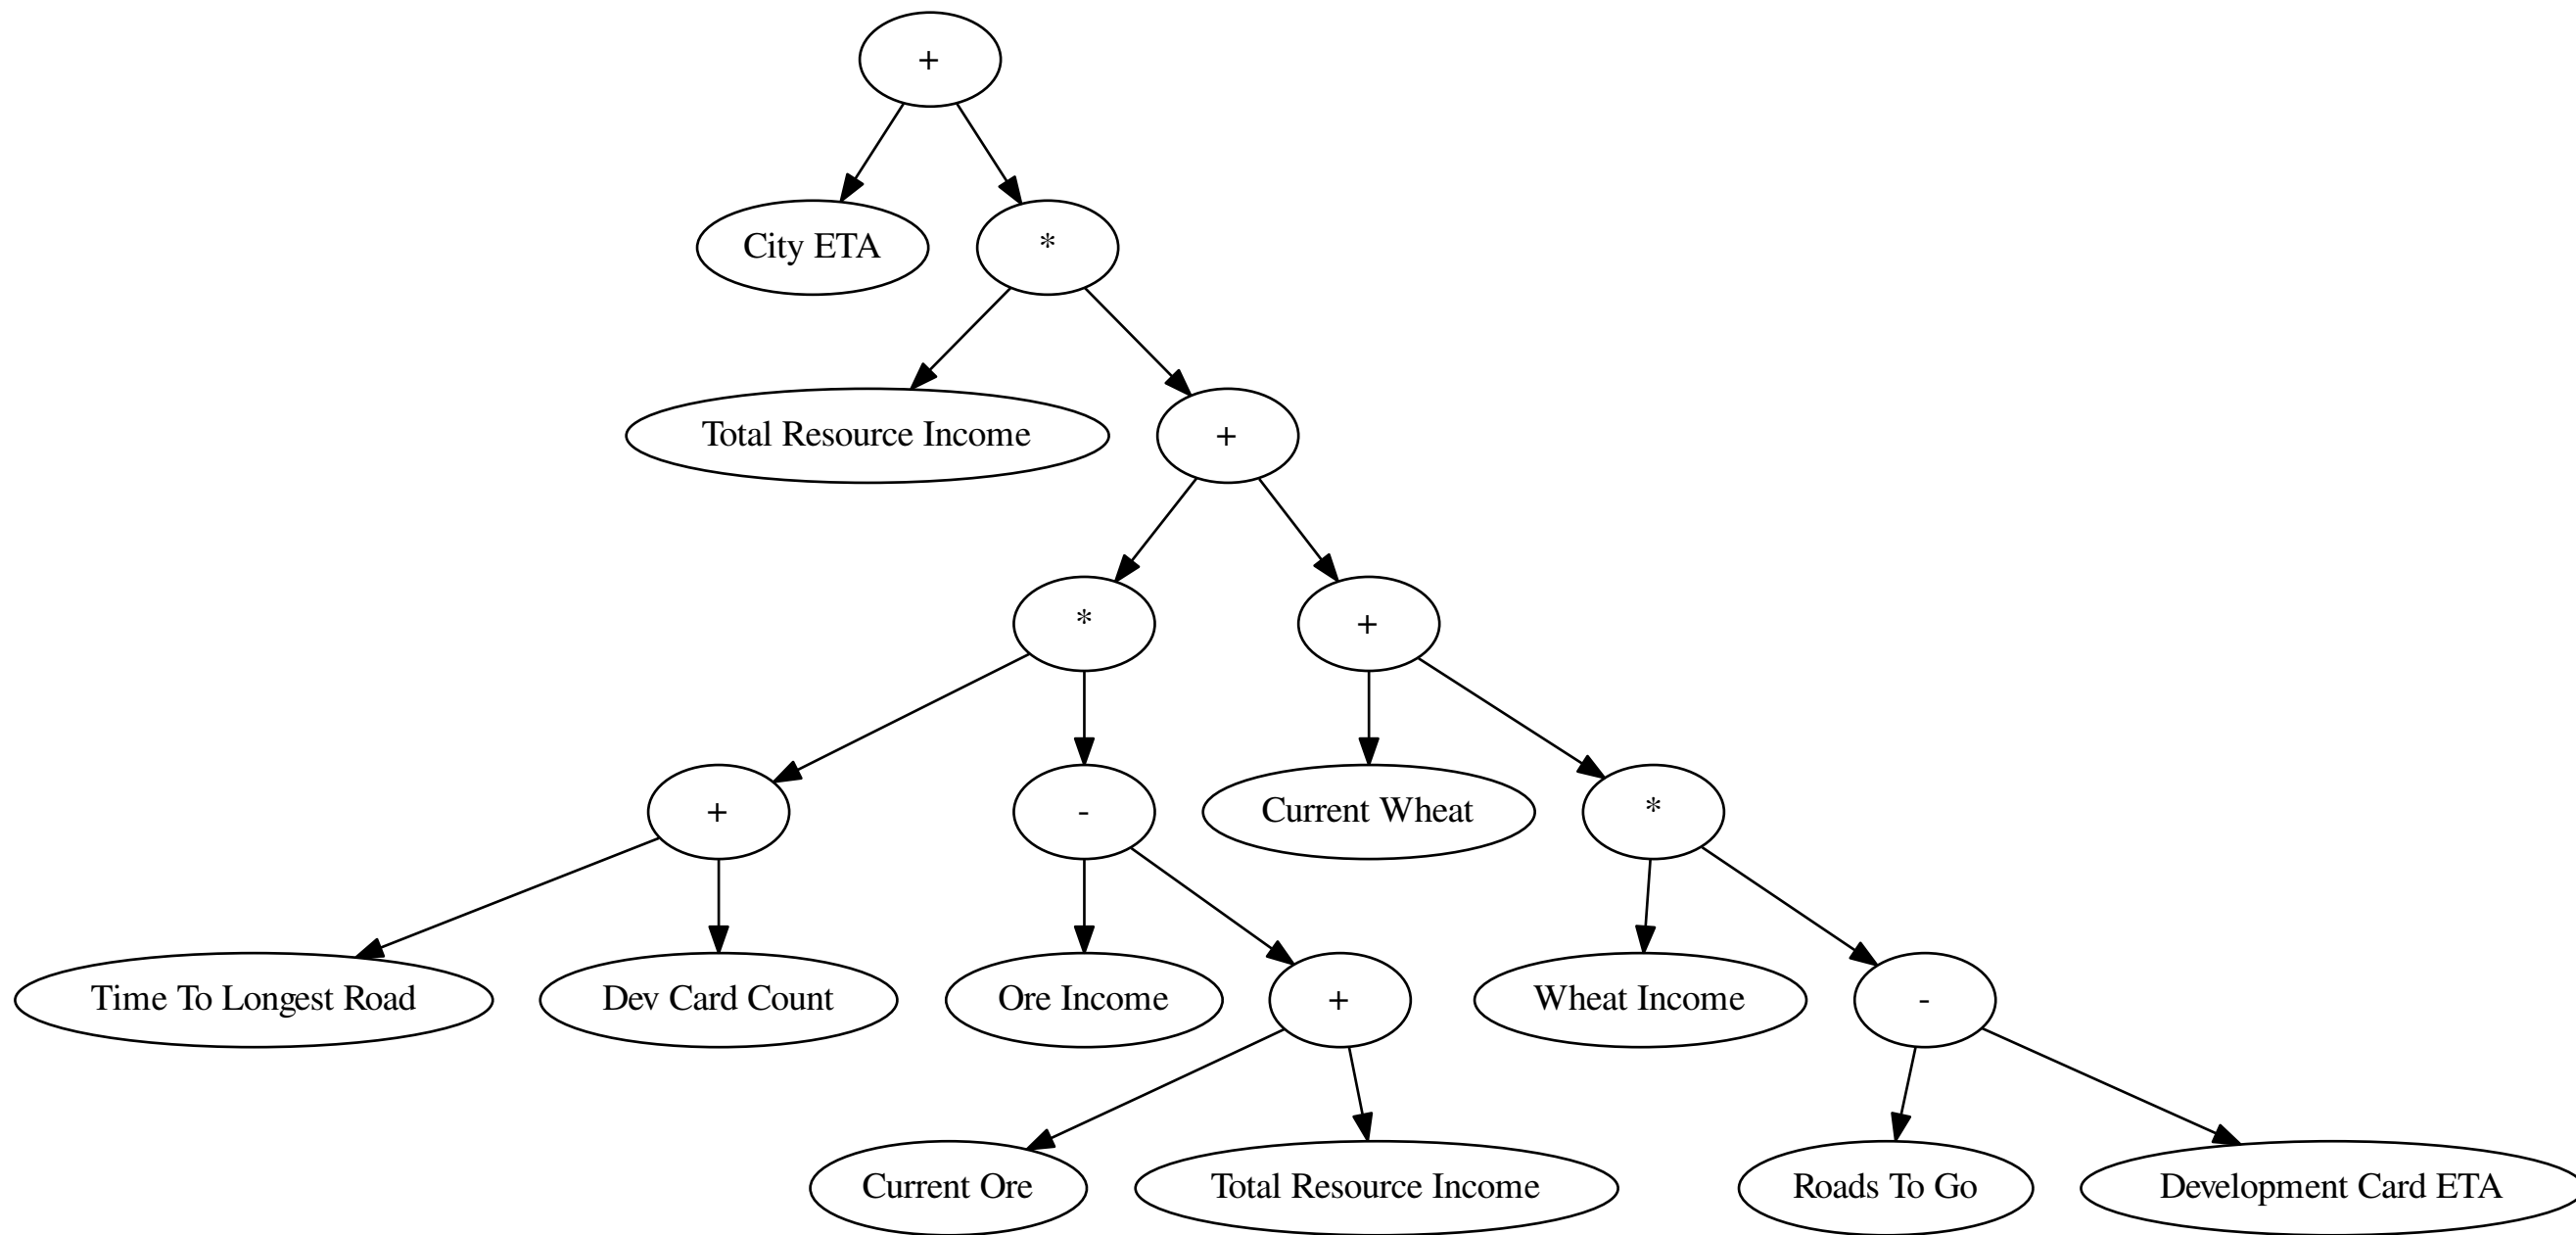 +
City ETA
*
Total Resource Income
+
*
+
+
-
Current Wheat
*
Time To Longest Road
Dev Card Count
Ore Income
+
Wheat Income
-
Current Ore
Total Resource Income
Roads To Go
Development Card ETA